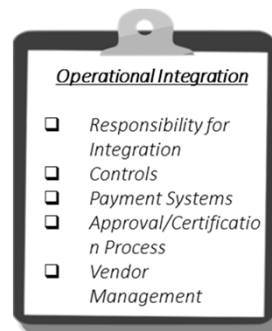 Operational Integration
❑ Responsibility for
Integration
❑ Controls
❑ Payment Systems
❑ Approval/Certificatio
n Process
❑ Vendor
Management